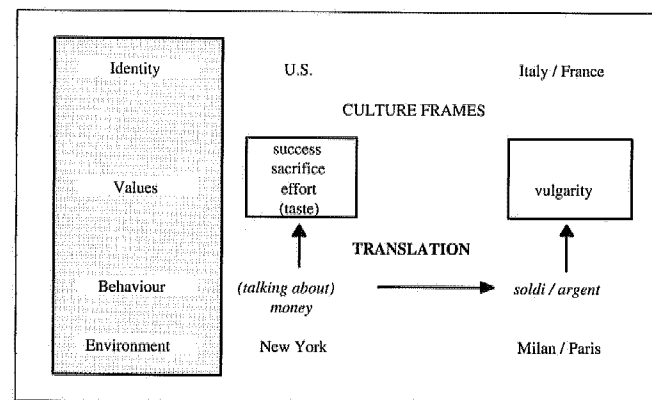 Identity U.S. Italy / France
CULTURE FRAMES
success
sacrifice
effort
(taste)
Values vulgarity
TRANSLATION
Behaviour (talking about) soldi / argent
money
Environment New York Milan / Paris